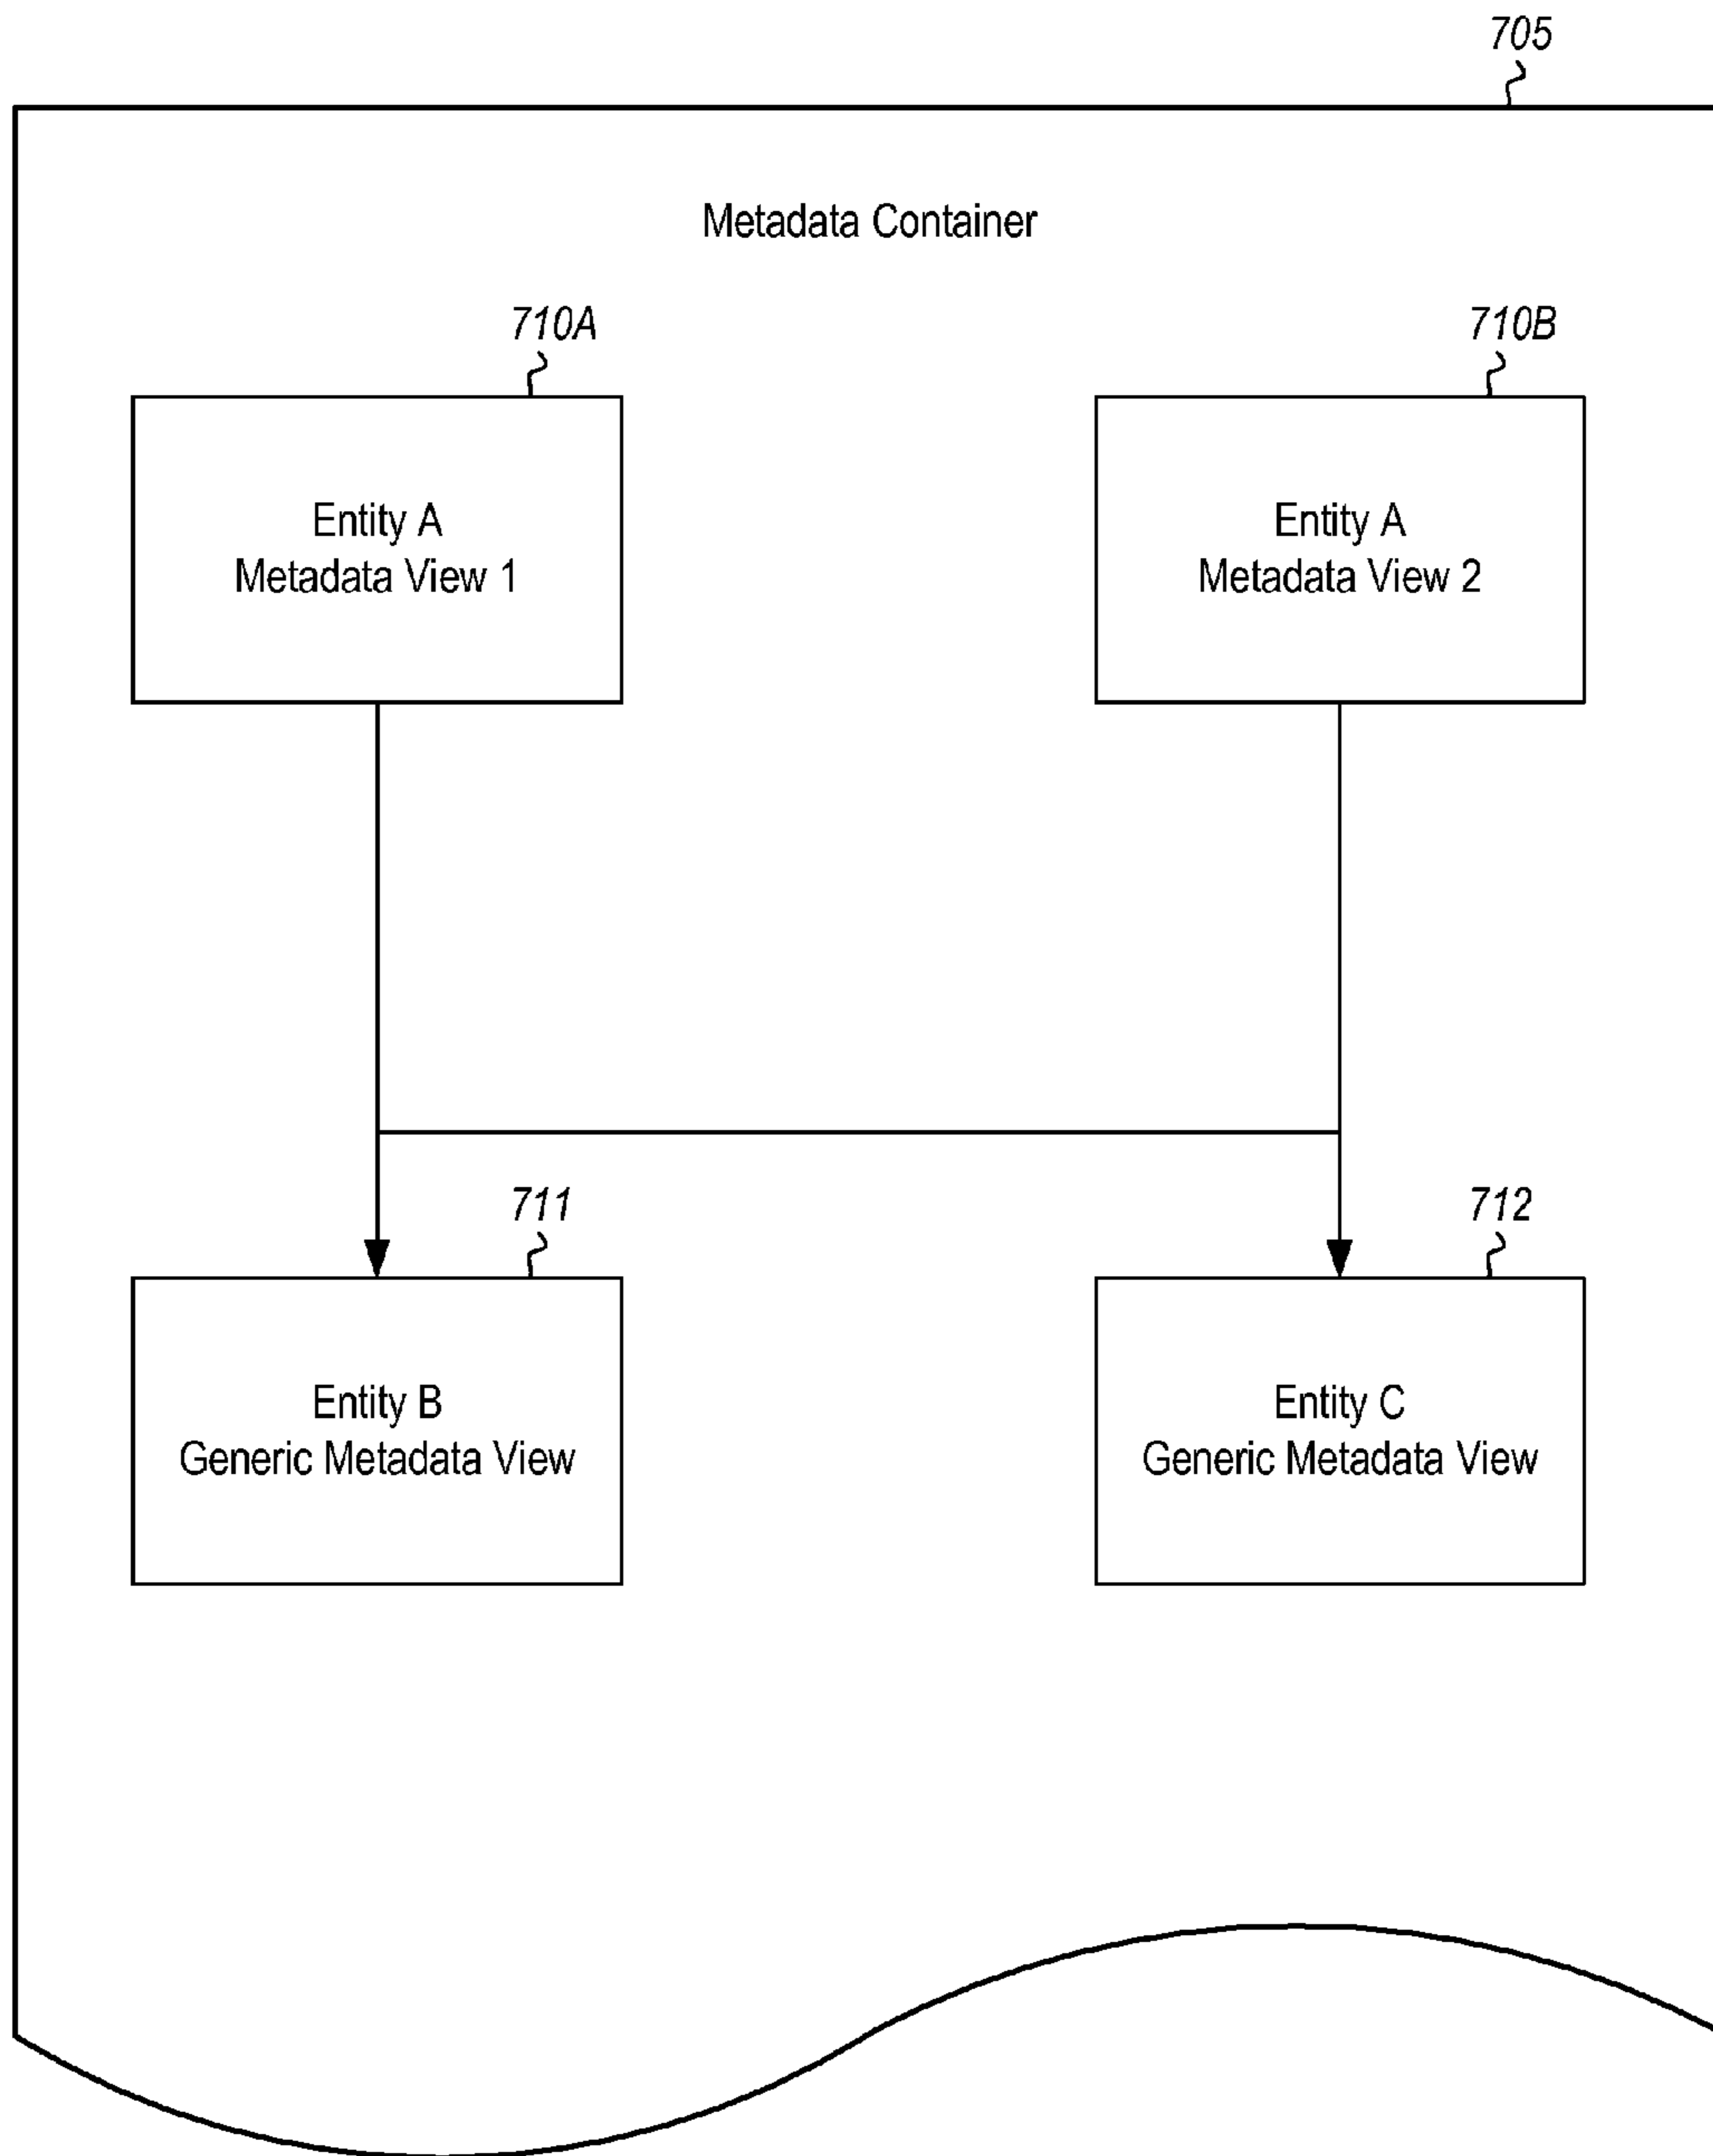 705
Metadata Container
710A
710B
Entity A
Metadata View 1
Entity A
Metadata View 2
711
712
Entity B
Generic Metadata View
Entity C
Generic Metadata View